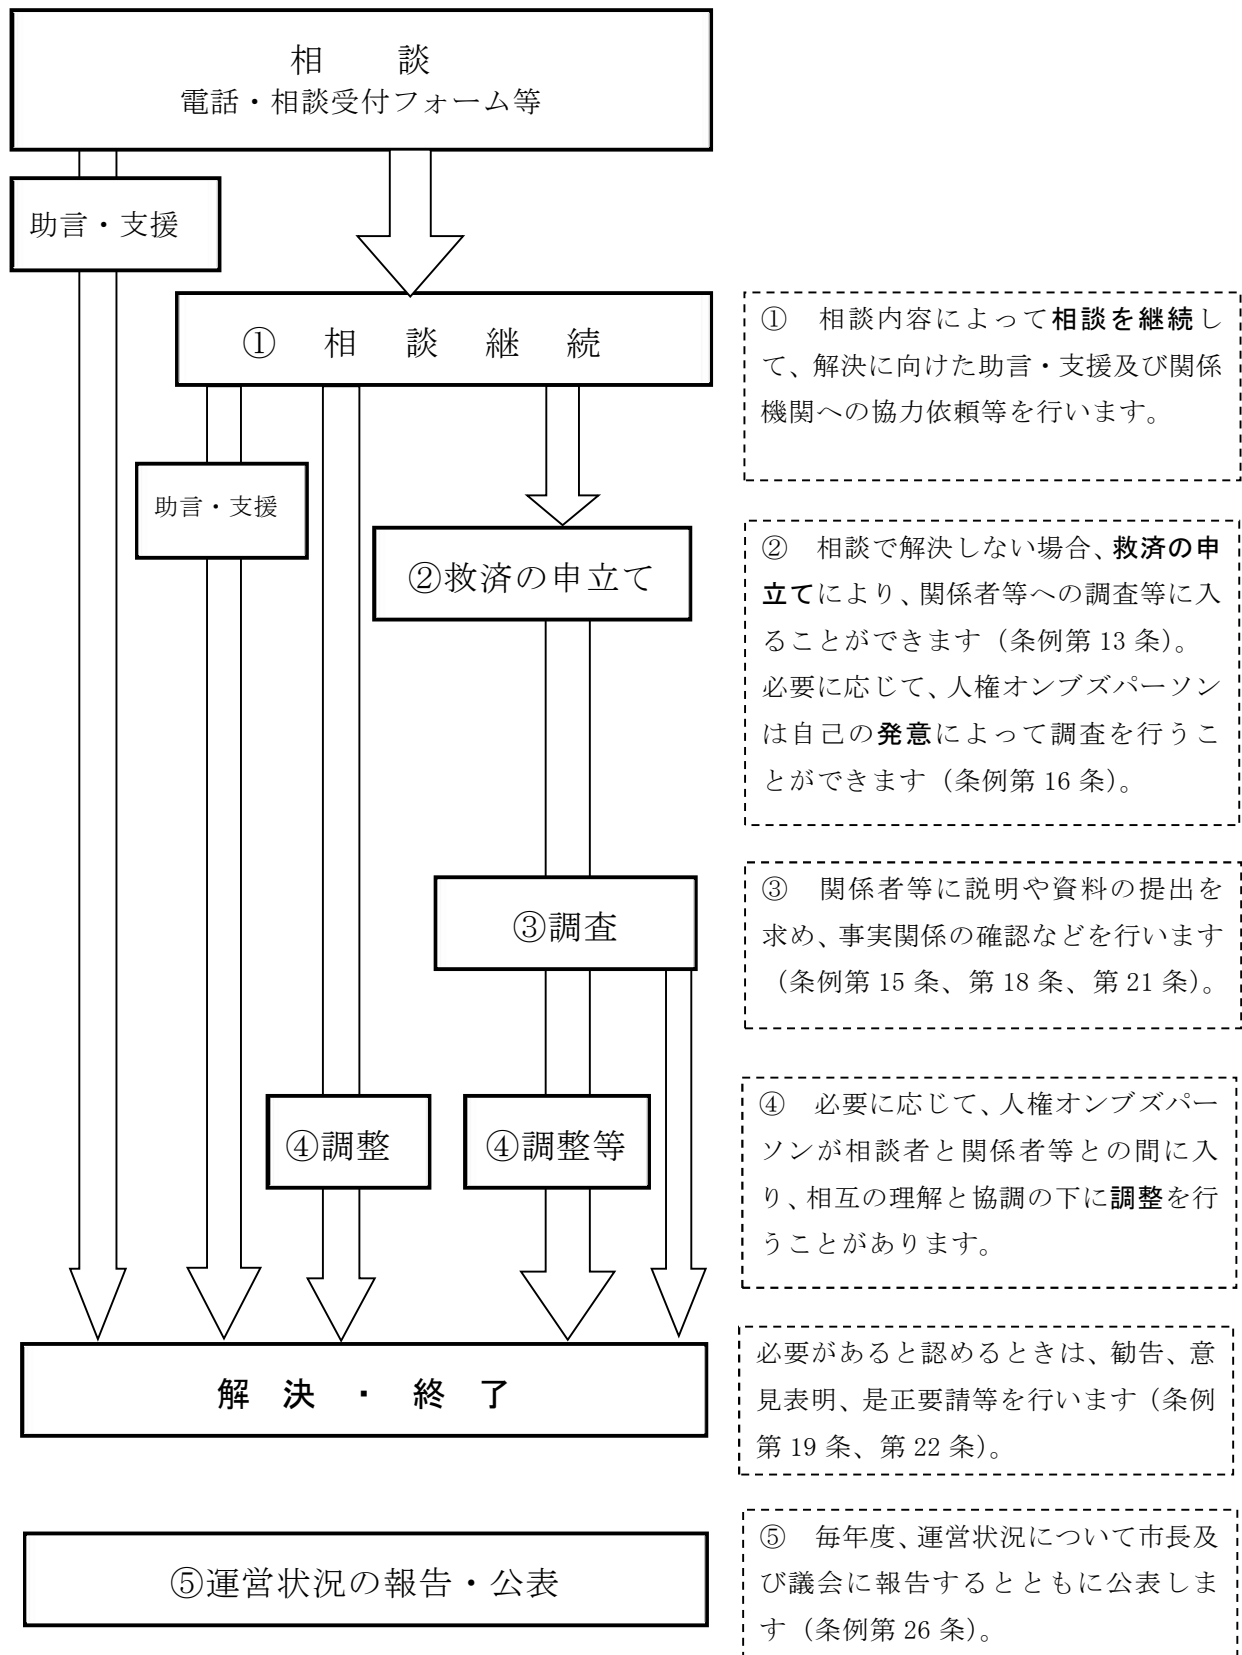 相談
電話・相談受付フォーム等
助言・支援
① 相談継続
① 相談内容によって相談を継続し
て、解決に向けた助言・支援及び関係
機関への協力依頼等を行います。
助言・支援
②救済の申立て
② 相談で解決しない場合、救済の申
立てにより、関係者等への調査等に入
ることができます（条例第 13 条）。
必要に応じて、人権オンブズパーソン
は自己の発意によって調査を行うこ
とができます（条例第 16 条）。
③調査
③ 関係者等に説明や資料の提出を
求め、事実関係の確認などを行います
（条例第 15 条、第 18 条、第 21 条）。
④調整
④調整等
④ 必要に応じて、人権オンブズパー
ソンが相談者と関係者等との間に入
り、相互の理解と協調の下に調整を行
うことがあります。
解決・終了
必要があると認めるときは、勧告、意
見表明、是正要請等を行います（条例
第 19 条、第 22 条）。
⑤運営状況の報告・公表
⑤ 毎年度、運営状況について市長及
び議会に報告するとともに公表しま
す（条例第 26 条）。